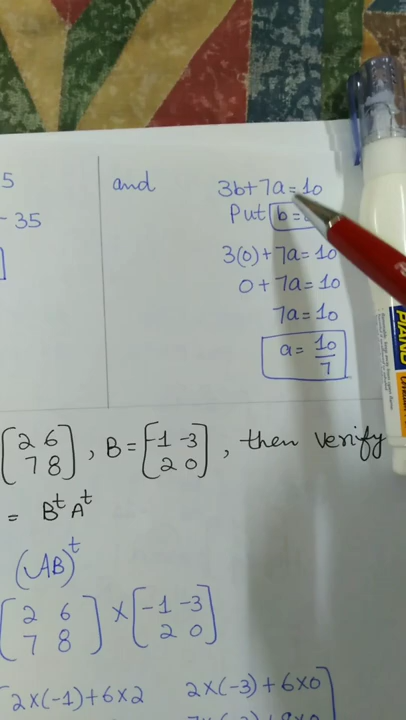 5
- 35
]
and
3b+7a=10
Put b=
3(0)+7a=10
0+7a=10
7a=10
a= 10/7
[2 6
7 8], B=[-1 -3
2 0], then verify
= BᵗAᵗ
(AB)ᵗ
[2 6
7 8] × [-1 -3
2 0]
2×(-1)+6×2 2×(-3)+6×0]
PIANO